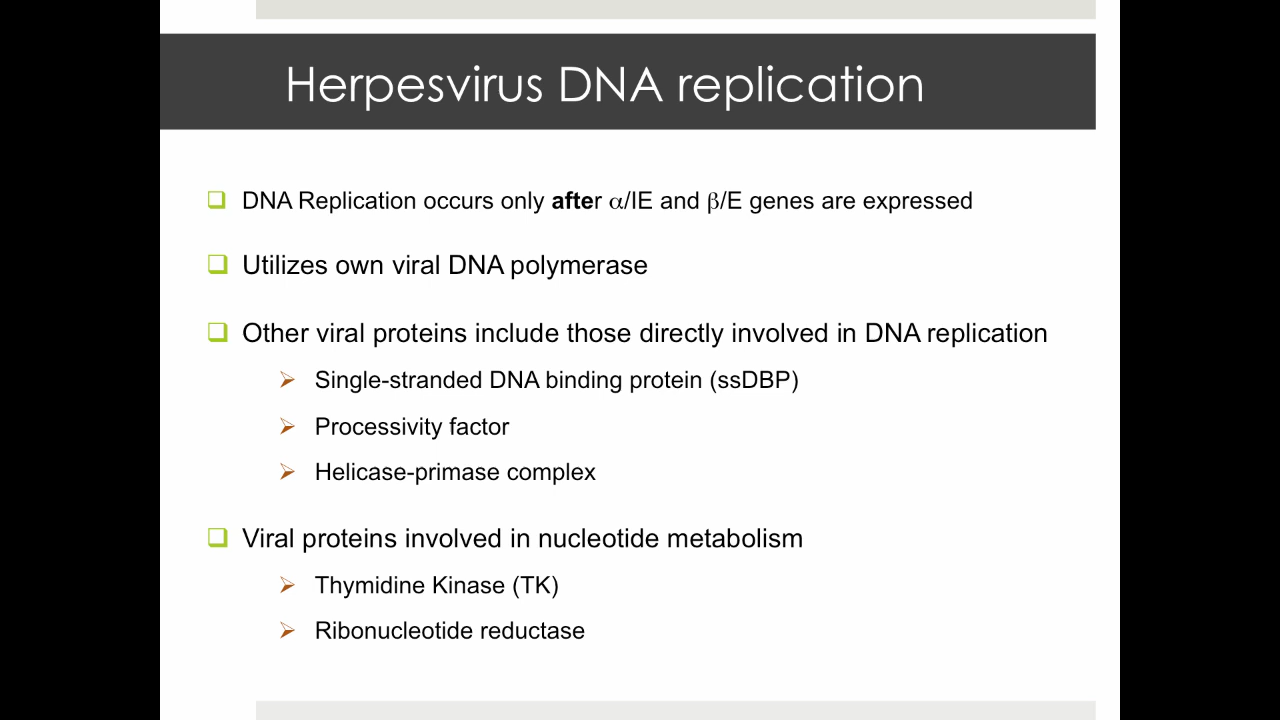 Herpesvirus DNA replication
DNA Replication occurs only after α/IE and β/E genes are expressed
Utilizes own viral DNA polymerase
Other viral proteins include those directly involved in DNA replication
Single-stranded DNA binding protein (ssDBP)
Processivity factor
Helicase-primase complex
Viral proteins involved in nucleotide metabolism
Thymidine Kinase (TK)
Ribonucleotide reductase